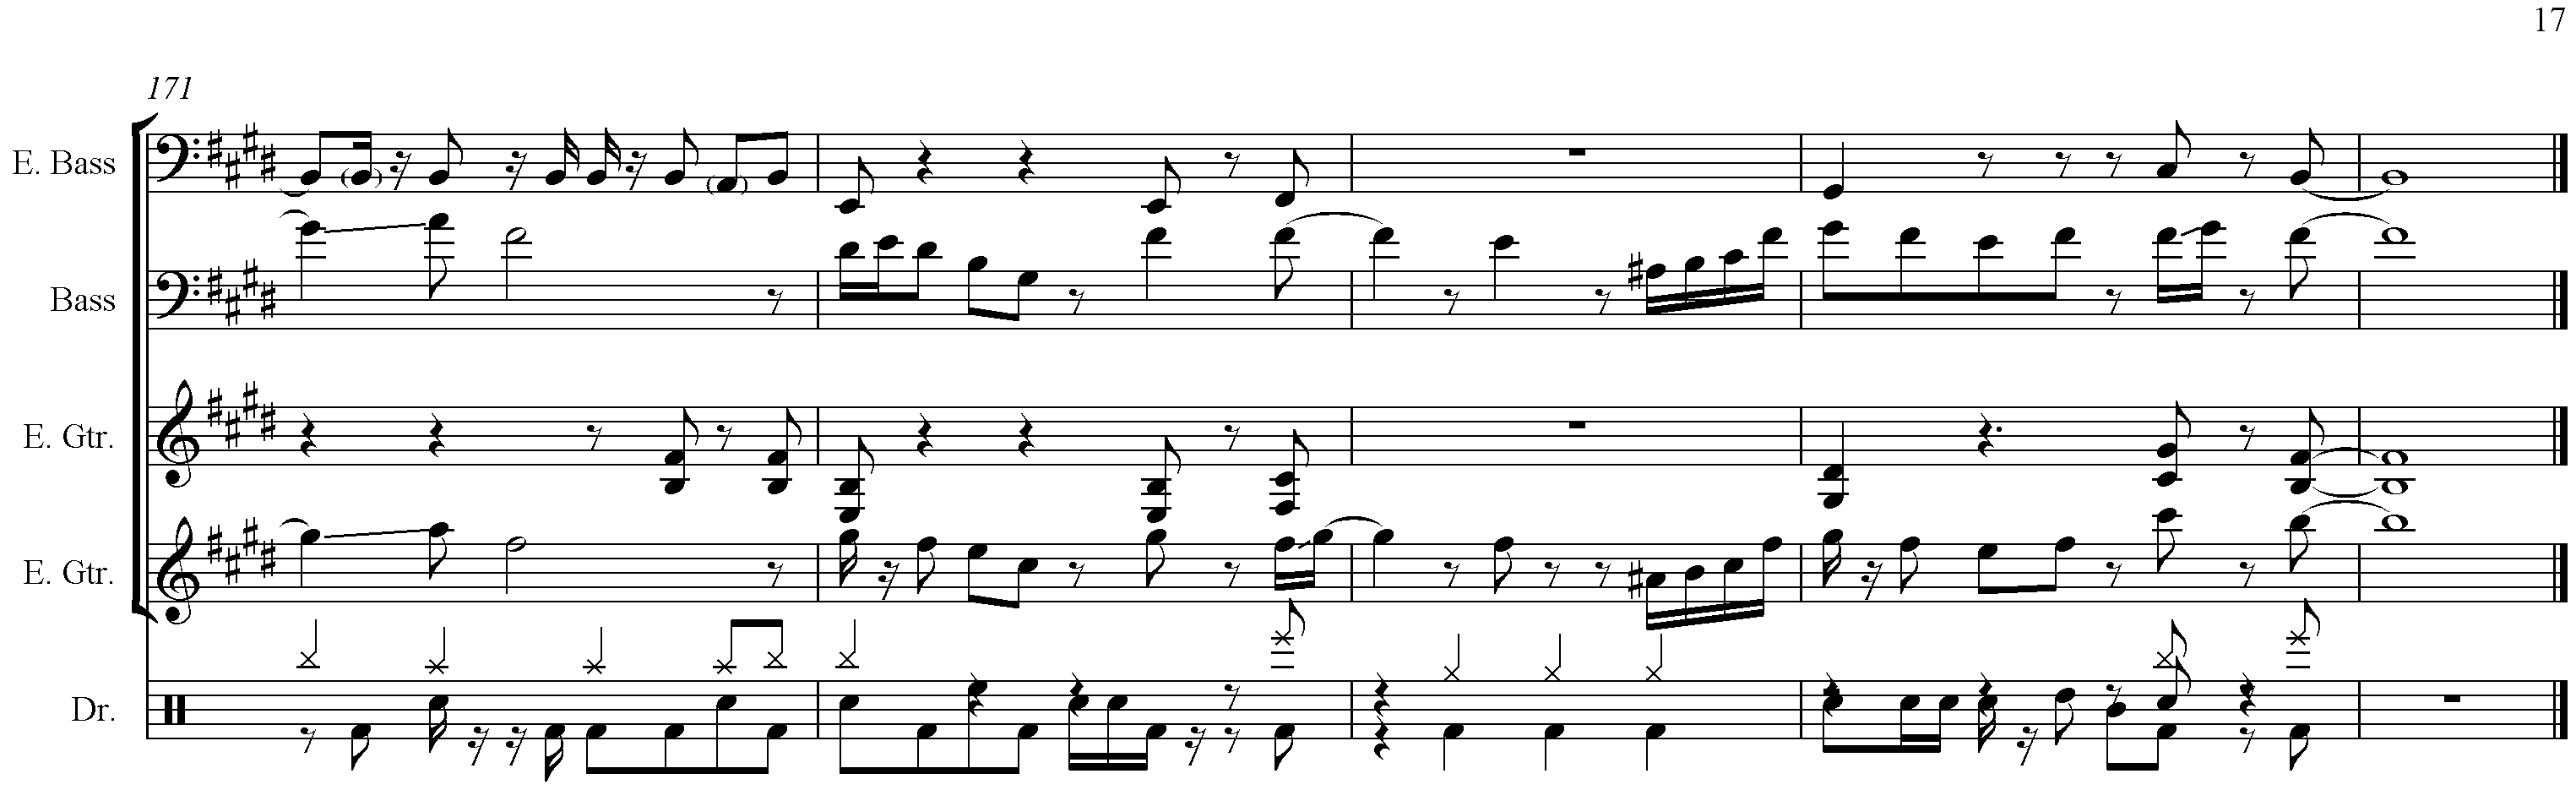 17
171
E. Bass
Bass
E. Gtr.
E. Gtr.
Dr.